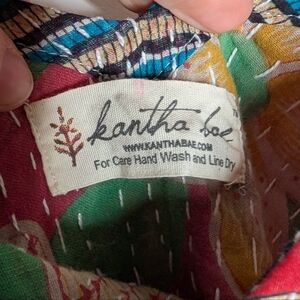 kantha bae
WWW.KANTHABAE.COM
For Care Hand Wash and Line Dry